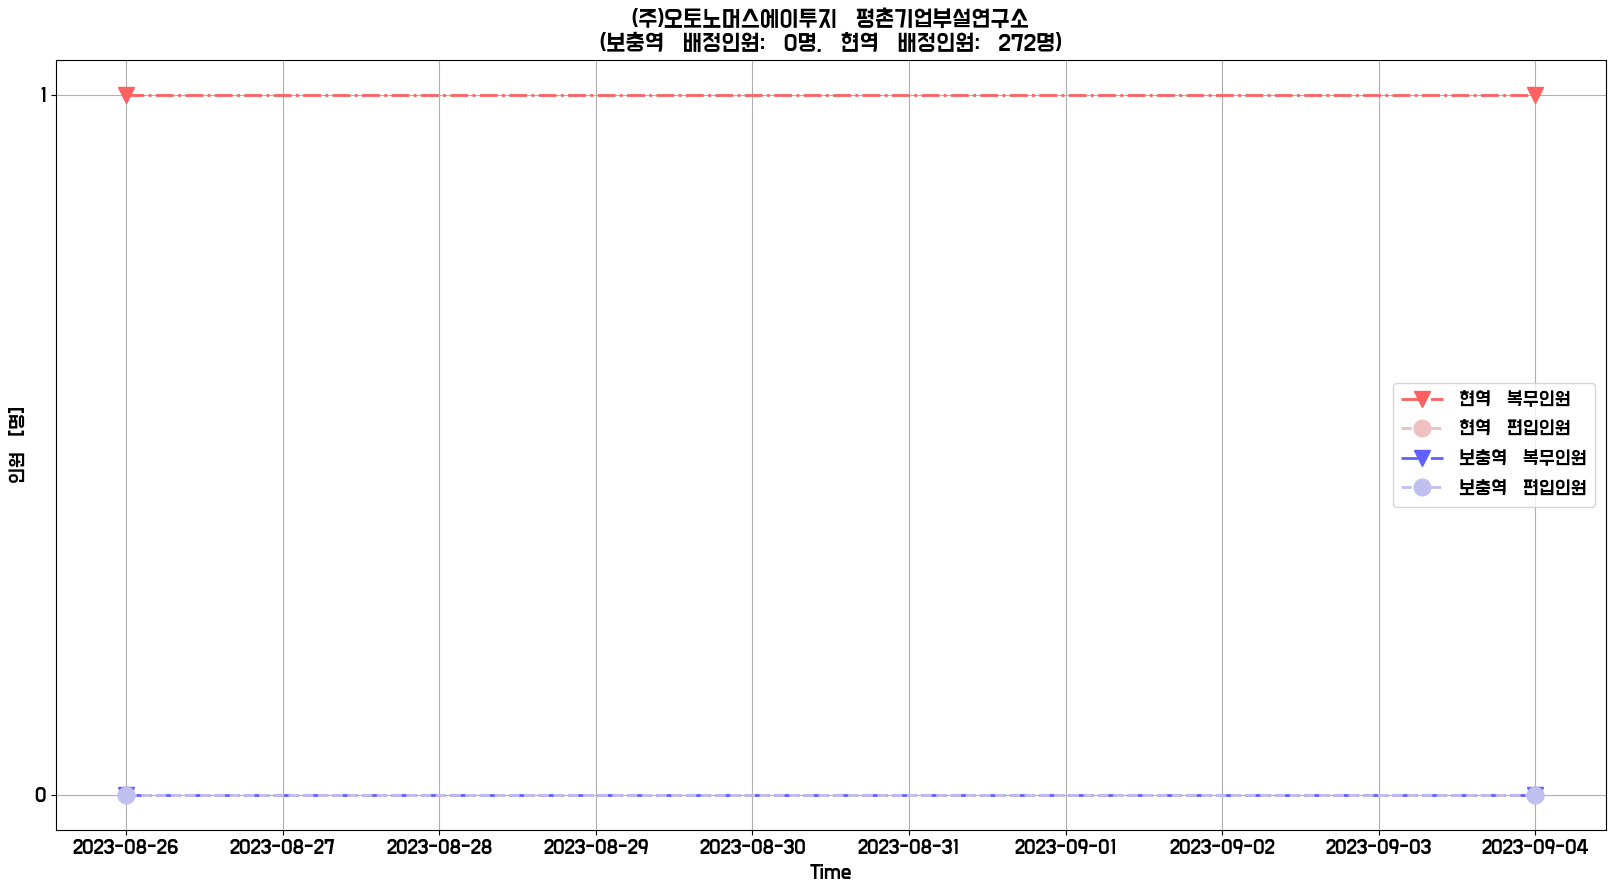 (주)오토노머스에이투지 평촌기업부설연구소
(보충역 배정인원: 0명, 현역 배정인원: 272명)
1
0
인원 [명]
현역 복무인원
현역 편입인원
보충역 복무인원
보충역 편입인원
2023-08-26 2023-08-27 2023-08-28 2023-08-29 2023-08-30 2023-08-31 2023-09-01 2023-09-02 2023-09-03 2023-09-04
Time